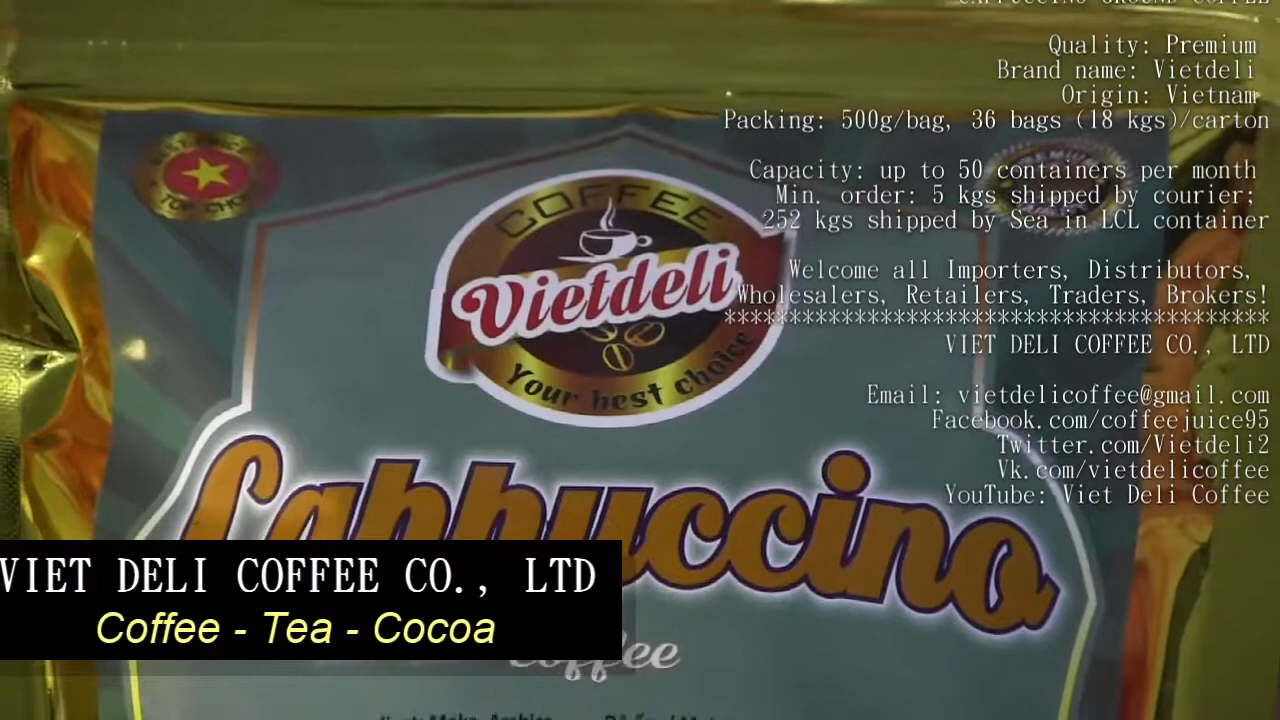 CAPPUCCINO GROUND COFFEE
Quality: Premium
Brand name: Vietdeli
Origin: Vietnam
Packing: 500g/bag, 36 bags (18 kgs)/carton
Capacity: up to 50 containers per month
Min. order: 5 kgs shipped by courier;
252 kgs shipped by Sea in LCL container
Welcome all Importers, Distributors,
Wholesalers, Retailers, Traders, Brokers!
******************************************
VIET DELI COFFEE CO., LTD
Email: vietdelicoffee@gmail.com
Facebook.com/coffeejuice95
Twitter.com/Vietdeli2
Vk.com/vietdelicoffee
YouTube: Viet Deli Coffee
COFFEE
Vietdeli
Your best choice
Cappuccino
Coffee
VIET DELI COFFEE CO., LTD
Coffee - Tea - Cocoa